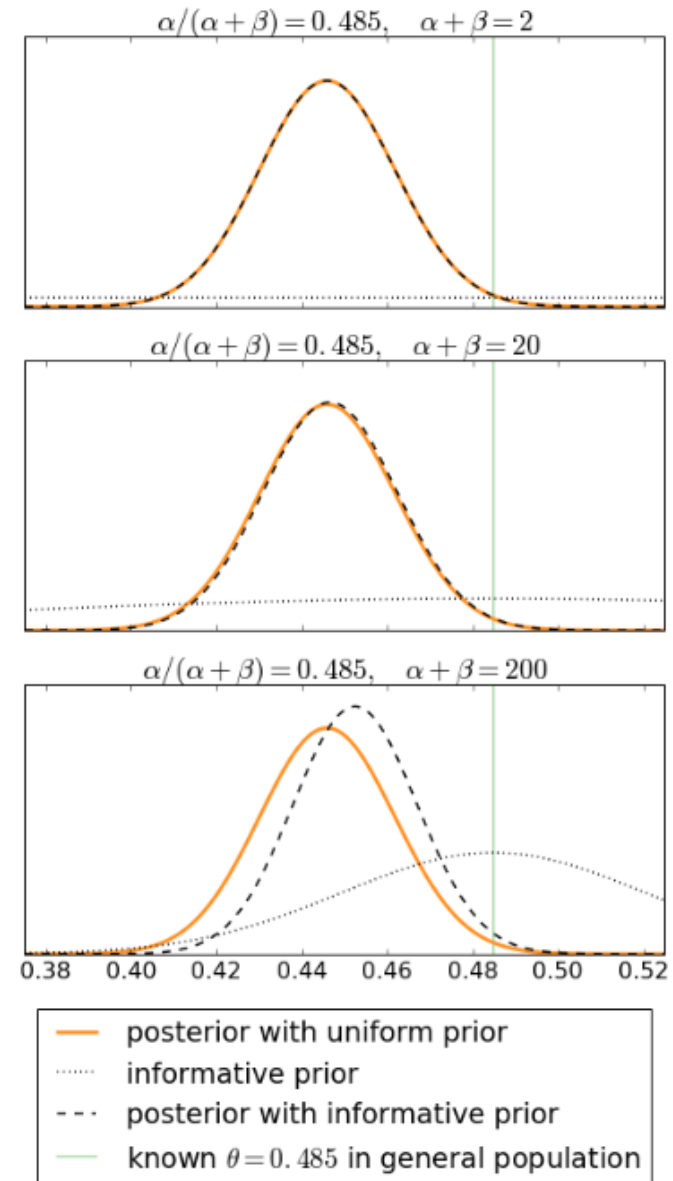 α/(α + β) = 0.485, α + β = 2
α/(α + β) = 0.485, α + β = 20
α/(α + β) = 0.485, α + β = 200
0.38 0.40 0.42 0.44 0.46 0.48 0.50 0.52
posterior with uniform prior
informative prior
posterior with informative prior
known θ = 0.485 in general population